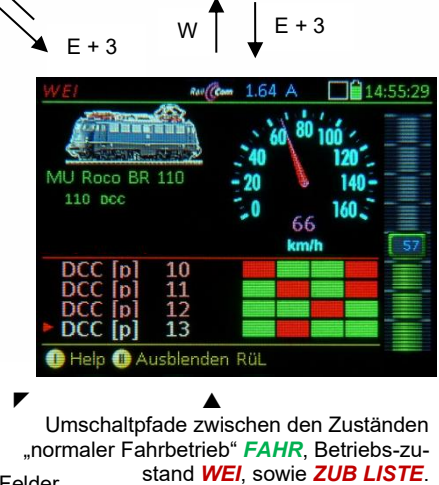 E + 3
W
E + 3
WEI
RailCom
1.64 A
14:55:29
MU Roco BR 110
110 DCC
0 20 40 60 80 100 120 140 160
66
km/h
57
DCC [p] 10
DCC [p] 11
DCC [p] 12
DCC [p] 13
I Help II Ausblenden RüL
Umschaltpfade zwischen den Zuständen
„normaler Fahrbetrieb“ FAHR, Betriebs-zu-
stand WEI, sowie ZUB LISTE.
Felder